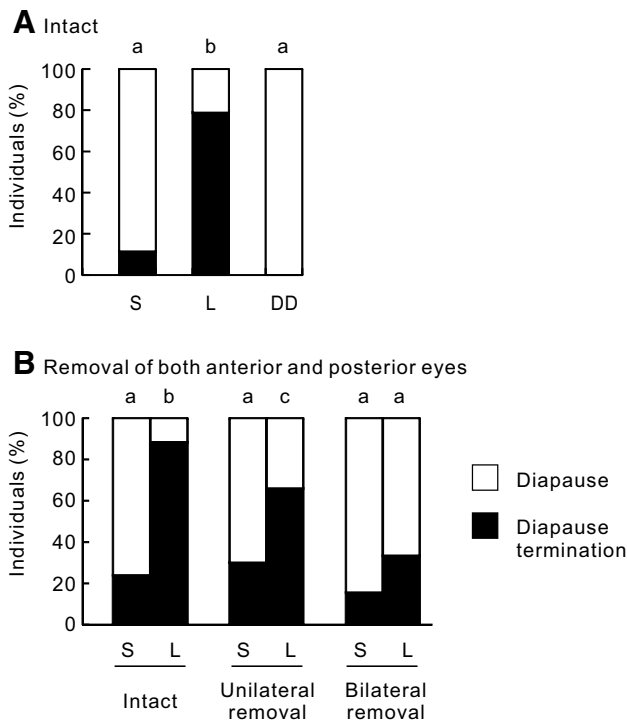 A Intact
a b a
100
80
60
40
20
0
Individuals (%)
S L DD
B Removal of both anterior and posterior eyes
a b a c a a
100
80
60
40
20
0
Individuals (%)
S L S L S L
Intact
Unilateral
removal
Bilateral
removal
Diapause
Diapause
termination